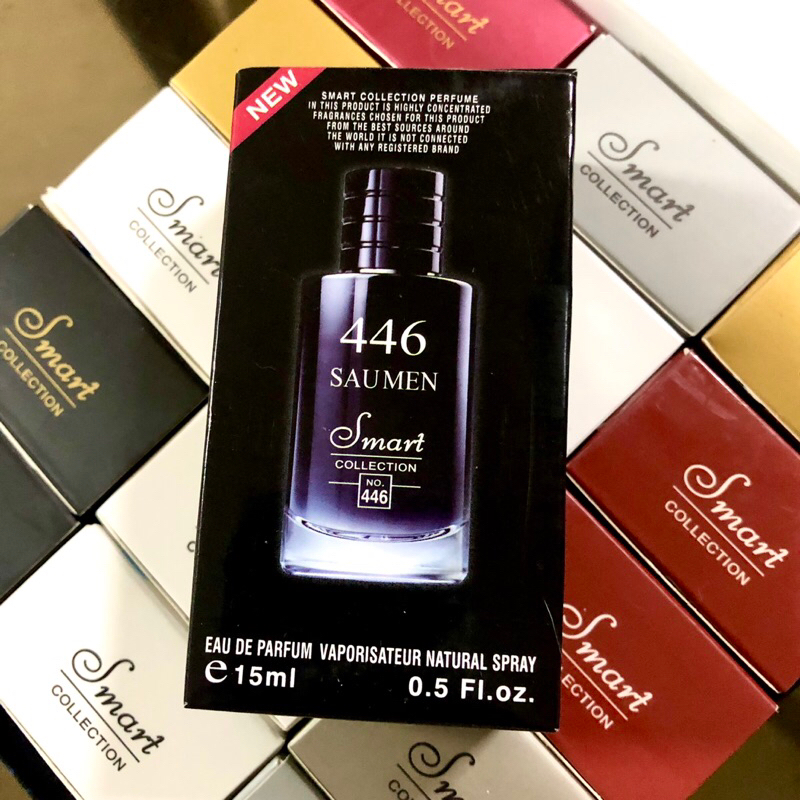 Smart
COLLECTION
NEW
SMART COLLECTION PERFUME
IN THIS PRODUCT IS HIGHLY CONCENTRATED
FRAGRANCES CHOSEN FOR THIS PRODUCT
FROM THE BEST SOURCES AROUND
THE WORLD IT IS NOT CONNECTED
WITH ANY REGISTERED BRAND
446
SAUMEN
Smart
COLLECTION
NO.
446
EAU DE PARFUM VAPORISATEUR NATURAL SPRAY
e 15ml 0.5 Fl.oz.
Smart
COLLECTION
Smart
COLLECTION
Smart
COLLECTION
Smart
COLLECTION
Smart
Smart
COLLECTION
Smart